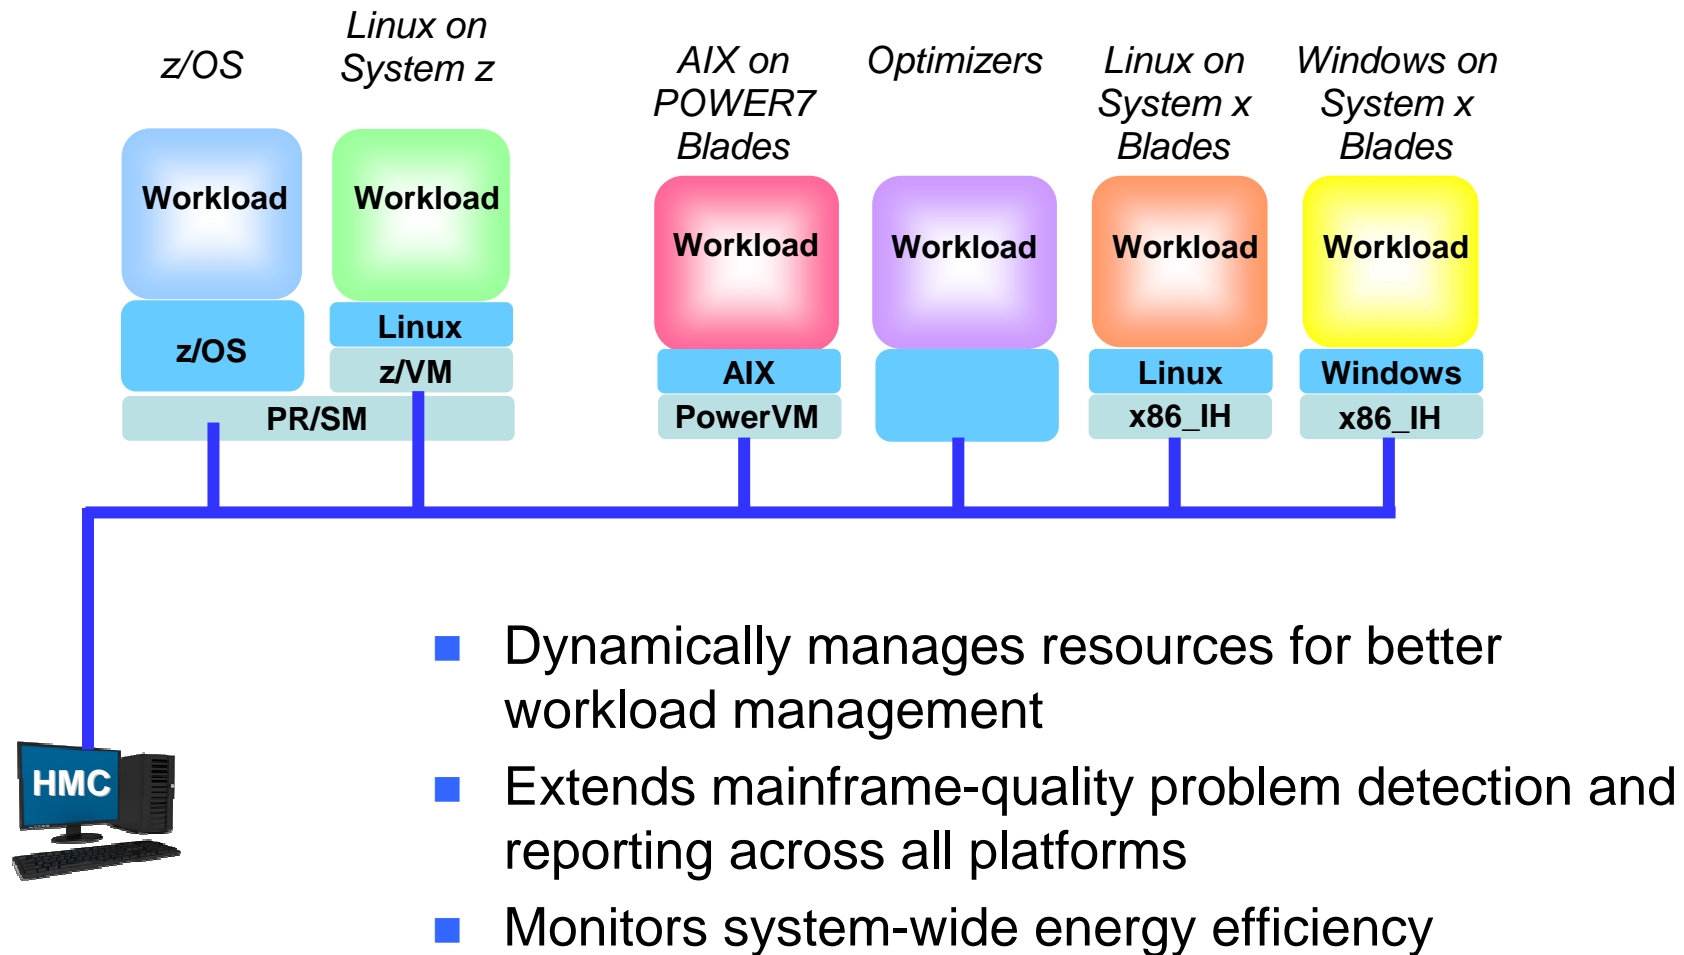 z/OS
Linux on
System z
AIX on
POWER7
Blades
Optimizers
Linux on
System x
Blades
Windows on
System x
Blades
Workload
Workload
Workload
Workload
Workload
Workload
z/OS
Linux
z/VM
PR/SM
AIX
PowerVM
Linux
x86_IH
Windows
x86_IH
HMC
Dynamically manages resources for better
workload management
Extends mainframe-quality problem detection and
reporting across all platforms
Monitors system-wide energy efficiency